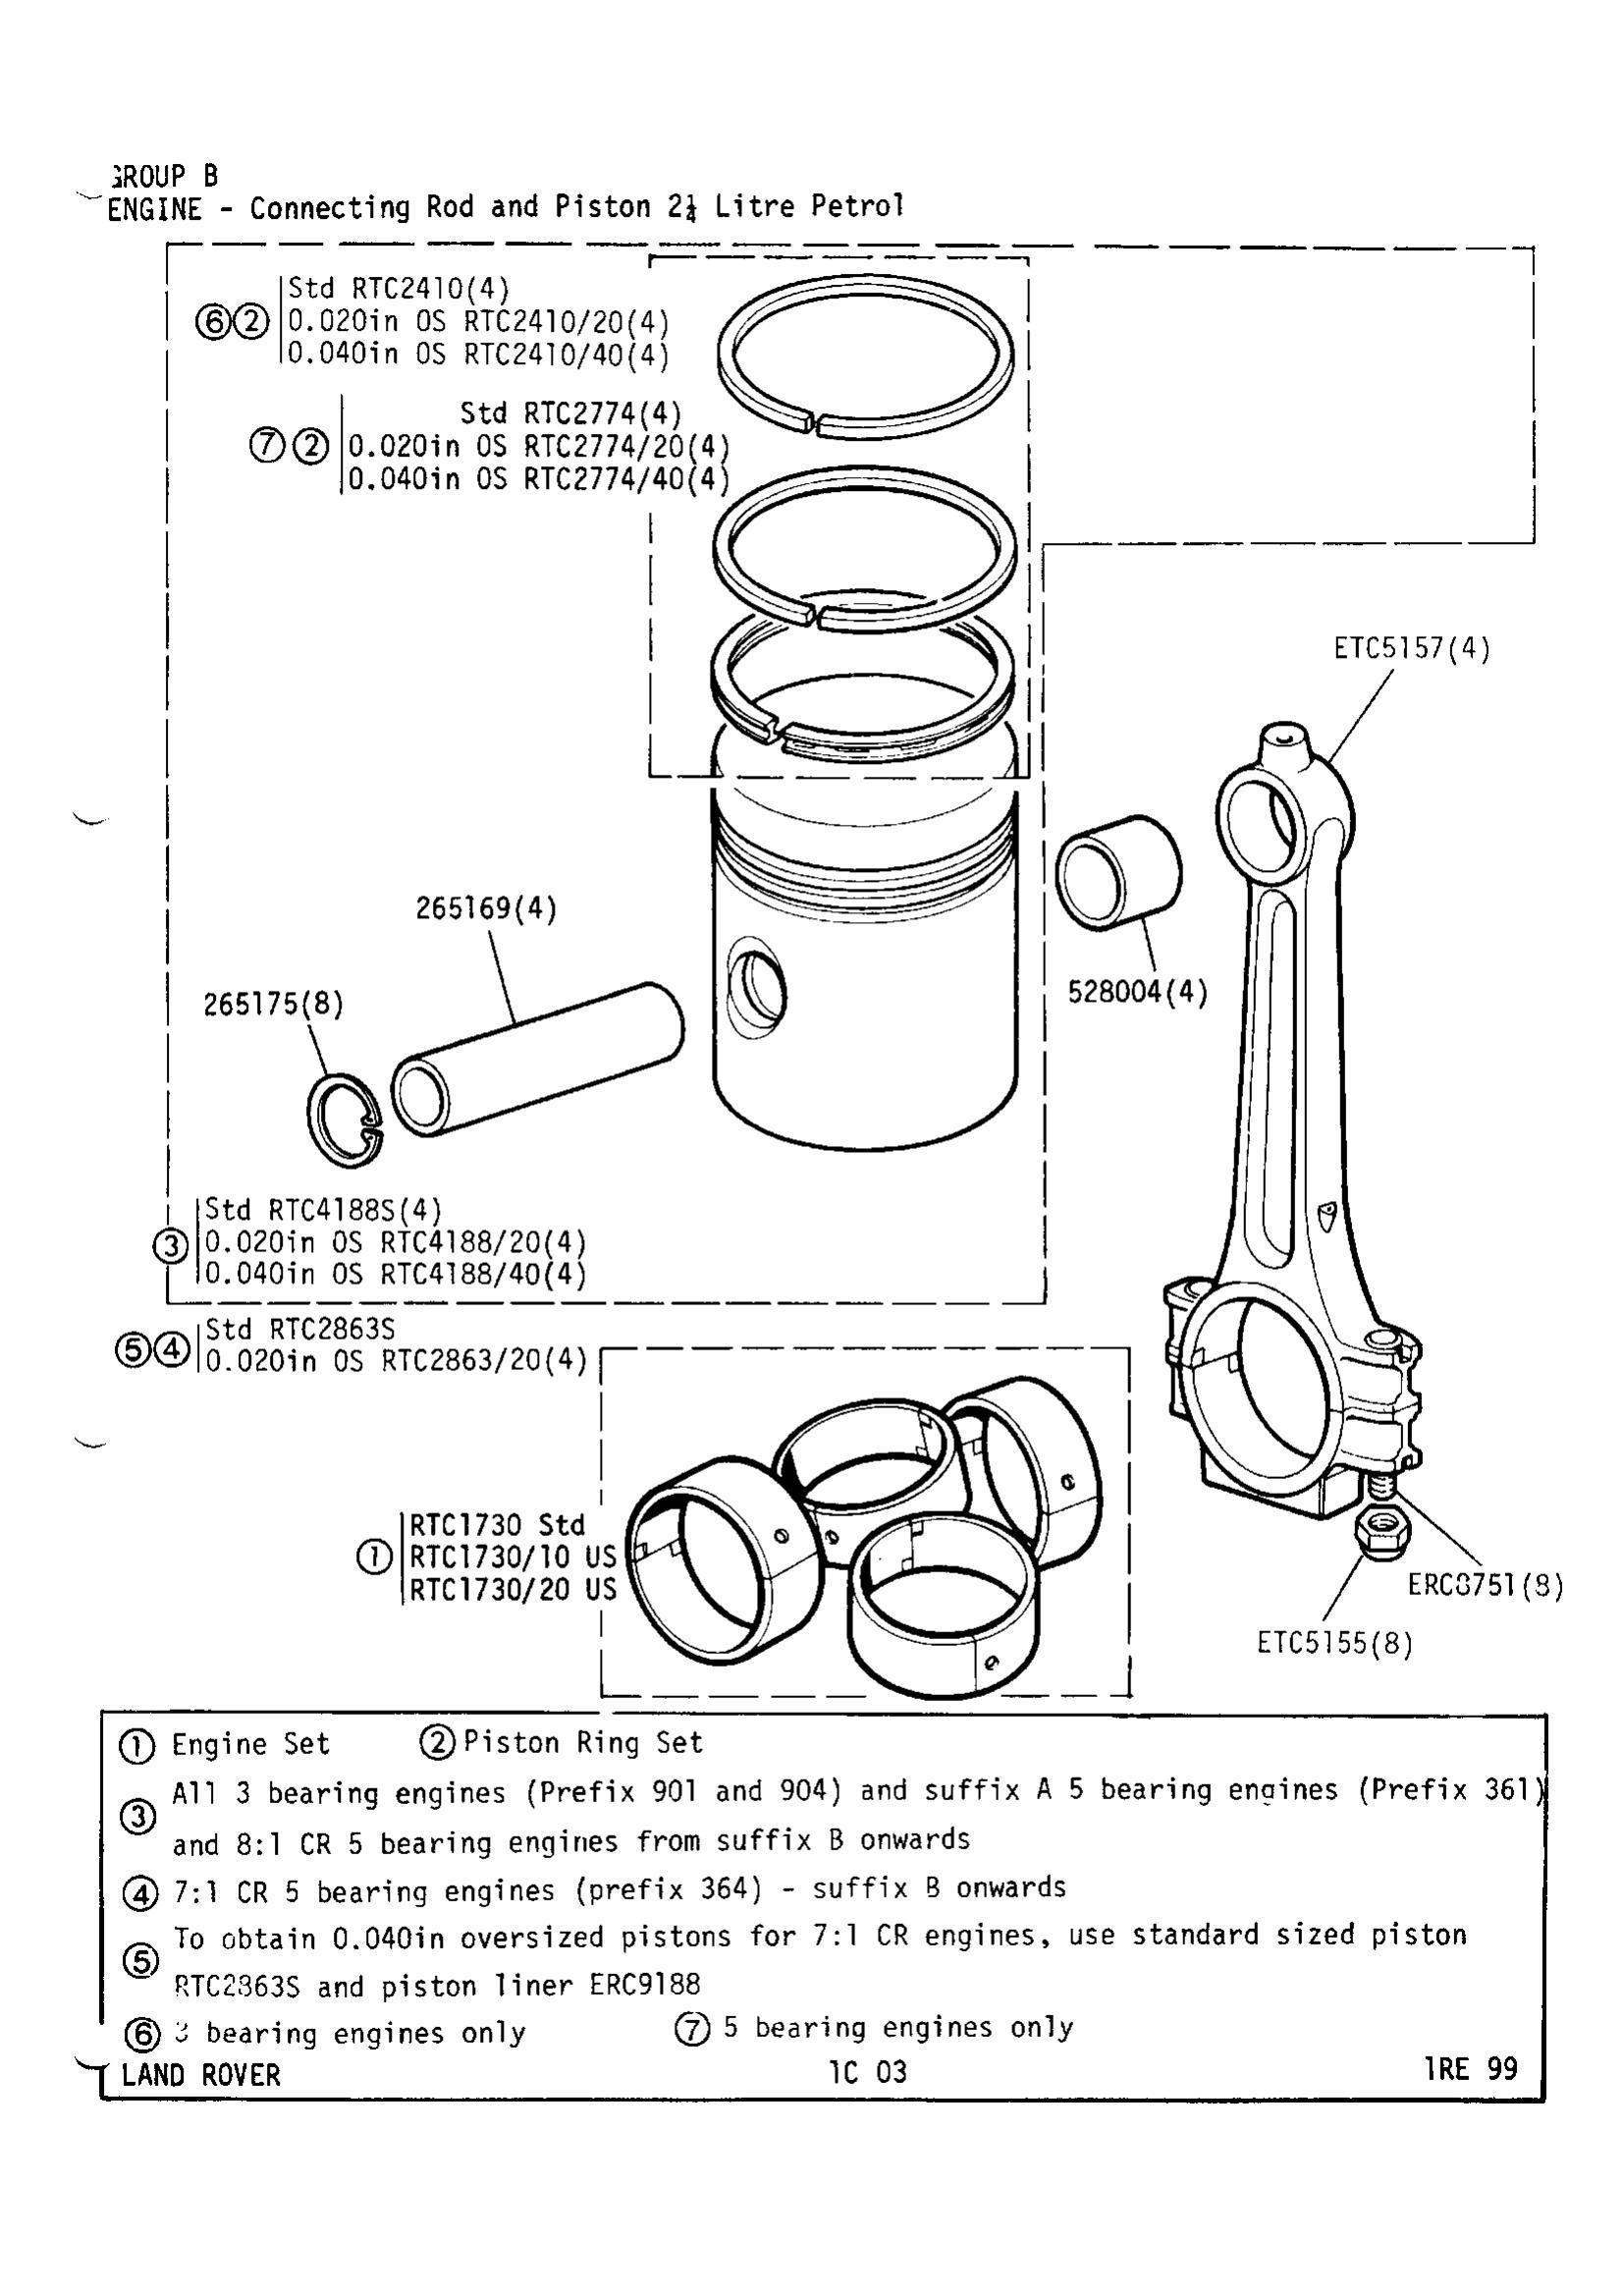 GROUP B
ENGINE - Connecting Rod and Piston 2¼ Litre Petrol
⑥② Std RTC2410(4)
0.020in OS RTC2410/20(4)
0.040in OS RTC2410/40(4)
⑦② Std RTC2774(4)
0.020in OS RTC2774/20(4)
0.040in OS RTC2774/40(4)
ETC5157(4)
265169(4)
265175(8)
528004(4)
③ Std RTC4188S(4)
0.020in OS RTC4188/20(4)
0.040in OS RTC4188/40(4)
⑤④ Std RTC2863S
0.020in OS RTC2863/20(4)
① RTC1730 Std
RTC1730/10 US
RTC1730/20 US
ERC8751(8)
ETC5155(8)
① Engine Set ② Piston Ring Set
③ All 3 bearing engines (Prefix 901 and 904) and suffix A 5 bearing engines (Prefix 361)
and 8:1 CR 5 bearing engines from suffix B onwards
④ 7:1 CR 5 bearing engines (prefix 364) - suffix B onwards
⑤ To obtain 0.040in oversized pistons for 7:1 CR engines, use standard sized piston
RTC2863S and piston liner ERC9188
⑥ 3 bearing engines only ⑦ 5 bearing engines only
LAND ROVER 1C 03 1RE 99